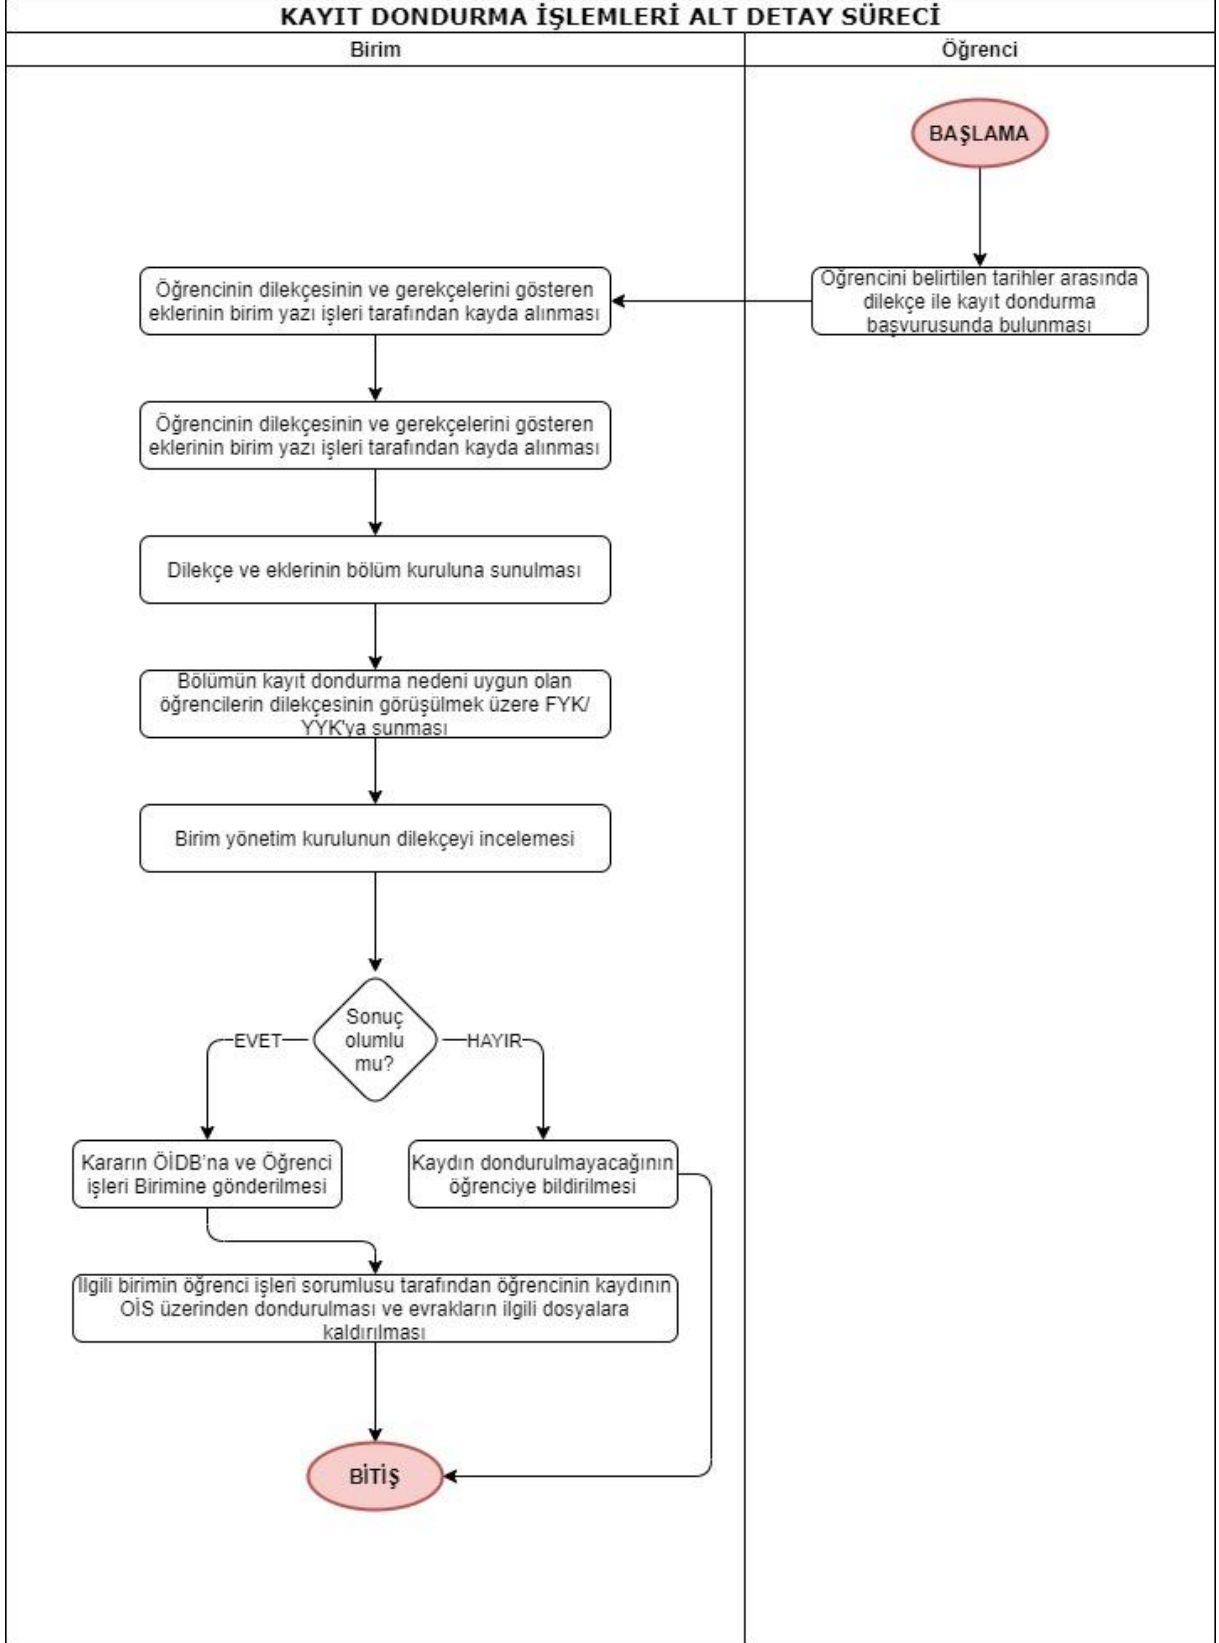 KAYIT DONDURMA İŞLEMLERİ ALT DETAY SÜRECİ
Birim
Öğrenci
BAŞLAMA
Öğrencini belirtilen tarihler arasında
dilekçe ile kayıt dondurma
başvurusunda bulunması
Öğrencinin dilekçesinin ve gerekçelerini gösteren
eklerinin birim yazı işleri tarafından kayda alınması
Öğrencinin dilekçesinin ve gerekçelerini gösteren
eklerinin birim yazı işleri tarafından kayda alınması
Dilekçe ve eklerinin bölüm kuruluna sunulması
Bölümün kayıt dondurma nedeni uygun olan
öğrencilerin dilekçesinin görüşülmek üzere FYK/
YYK'ya sunması
Birim yönetim kurulunun dilekçeyi incelemesi
Sonuç
olumlu
mu?
EVET
HAYIR
Kararın ÖİDB'na ve Öğrenci
işleri Birimine gönderilmesi
Kaydın dondurulmayacağının
öğrenciye bildirilmesi
İlgili birimin öğrenci işleri sorumlusu tarafından öğrencinin kaydının
OİS üzerinden dondurulması ve evrakların ilgili dosyalara
kaldırılması
BİTİŞ